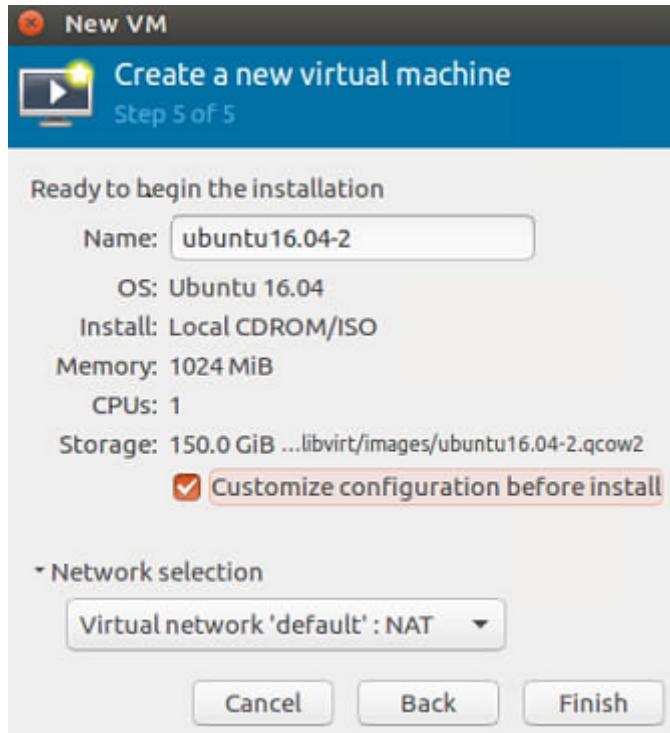 New VM
Create a new virtual machine
Step 5 of 5
Ready to begin the installation
Name: ubuntu16.04-2
OS: Ubuntu 16.04
Install: Local CDROM/ISO
Memory: 1024 MiB
CPUs: 1
Storage: 150.0 GiB ...libvirt/images/ubuntu16.04-2.qcow2
Customize configuration before install
Network selection
Virtual network 'default' : NAT
Cancel Back Finish